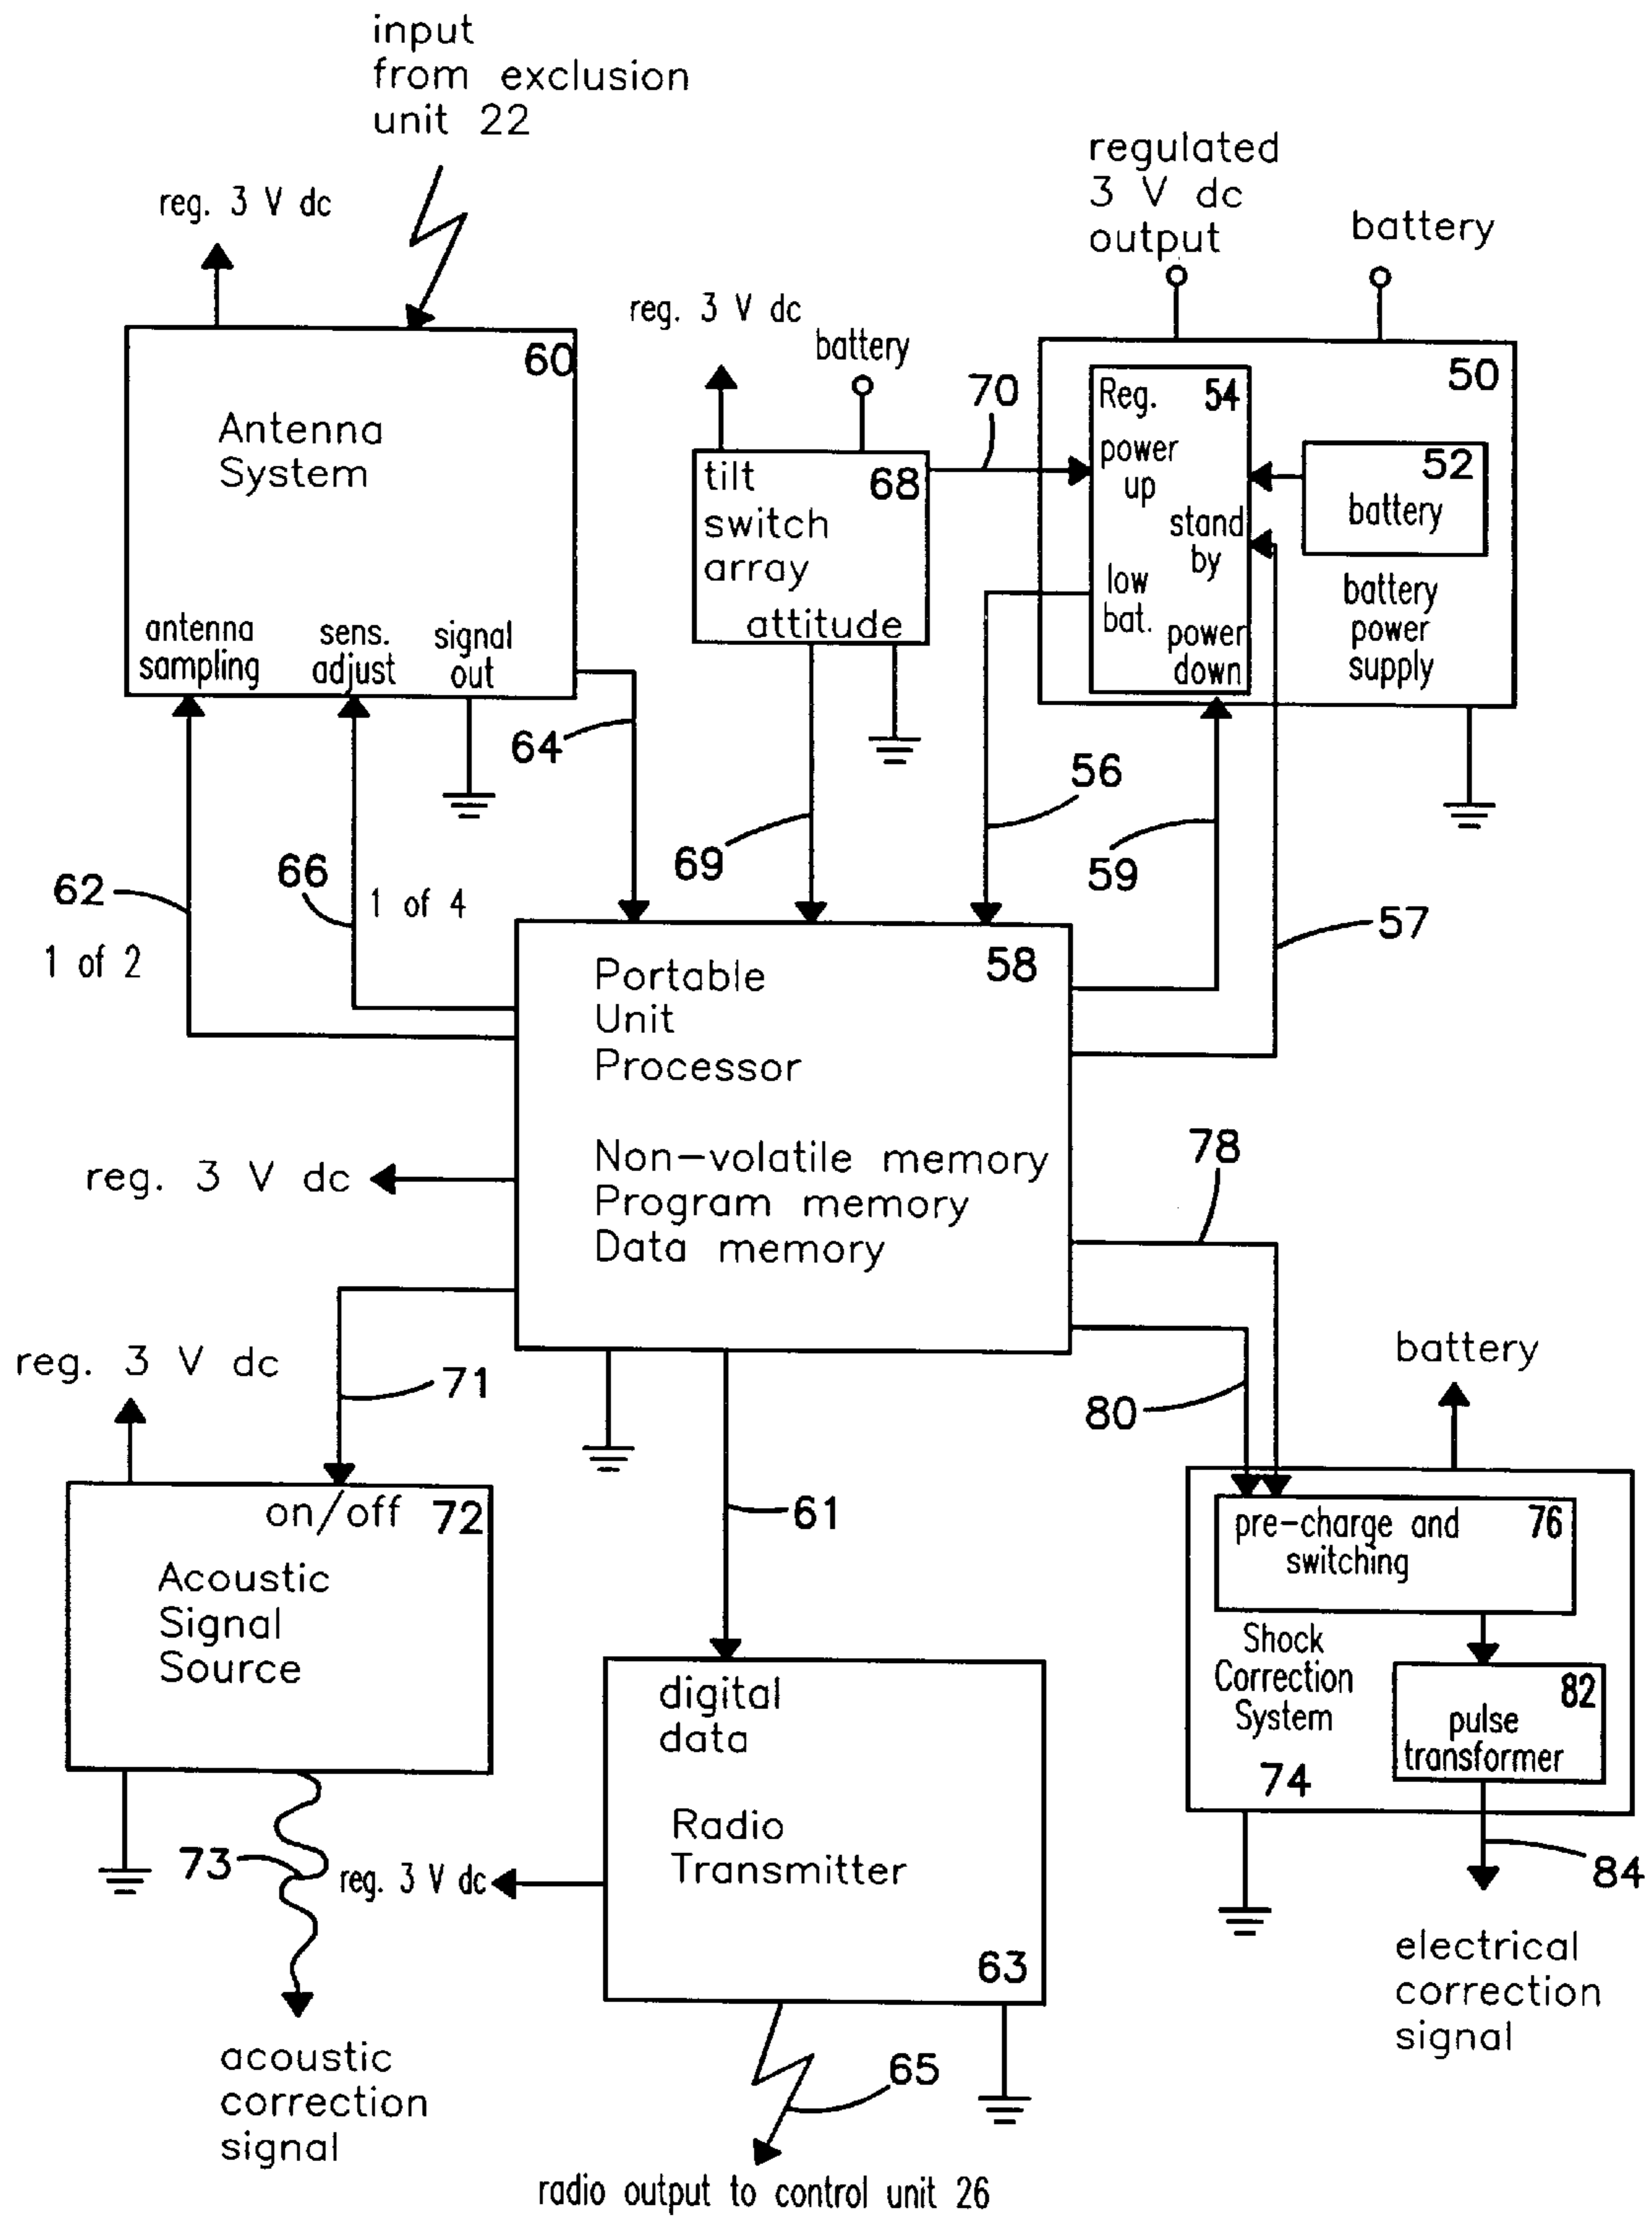 input
from exclusion
unit 22
reg. 3 V dc
regulated
3 V dc
output
battery
reg. 3 V dc
battery
60
Antenna
System
antenna
sampling
sens.
adjust
signal
out
70
tilt
switch
array
68
attitude
50
Reg.
54
power
up
stand
by
low
bat.
power
down
52
battery
battery
power
supply
64
69
56
59
57
62
1 of 2
66
1 of 4
58
Portable
Unit
Processor
Non-volatile memory
Program memory
Data memory
reg. 3 V dc
78
80
71
61
reg. 3 V dc
battery
on/off
72
Acoustic
Signal
Source
73
acoustic
correction
signal
digital
data
Radio
Transmitter
reg. 3 V dc
63
65
radio output to control unit 26
pre-charge and
switching
76
Shock
Correction
System
74
82
pulse
transformer
84
electrical
correction
signal